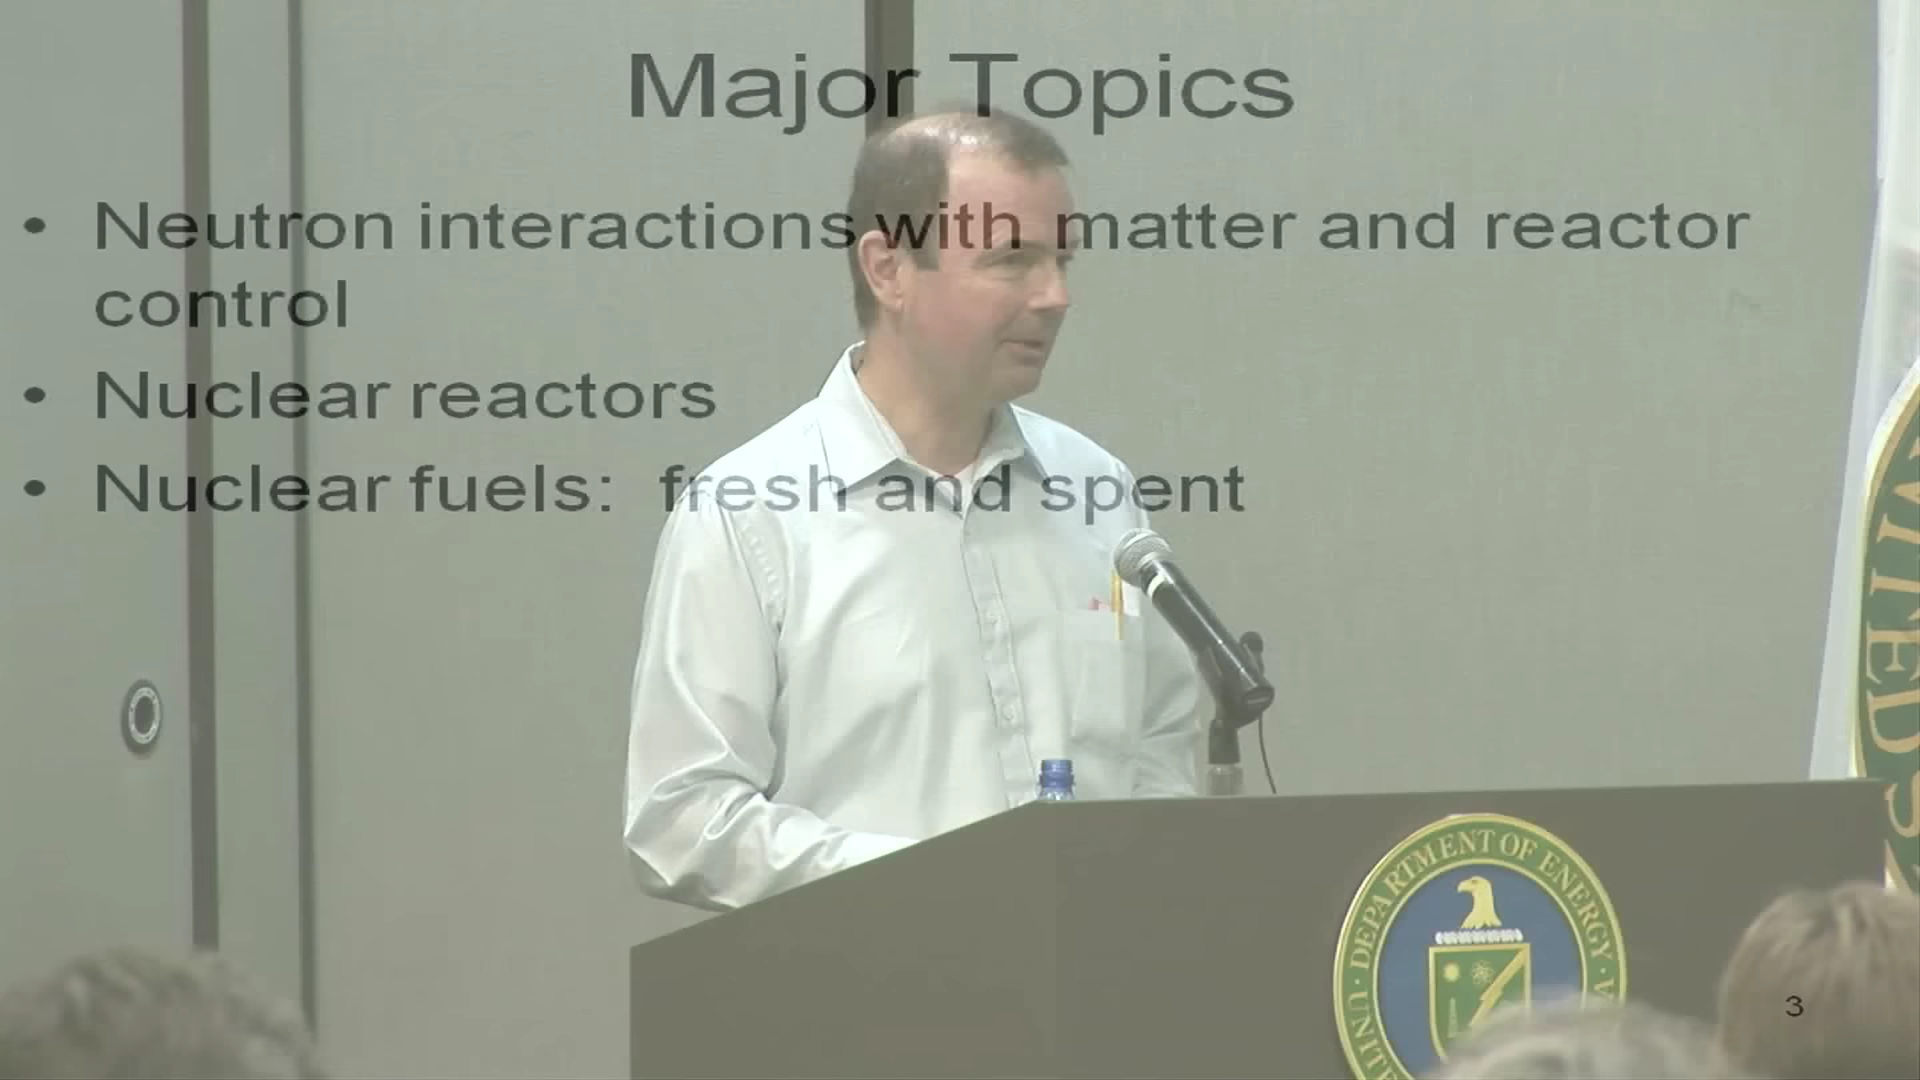 Major Topics
• Neutron interactions with matter and reactor
control
• Nuclear reactors
• Nuclear fuels: fresh and spent
DEPARTMENT OF ENERGY
3